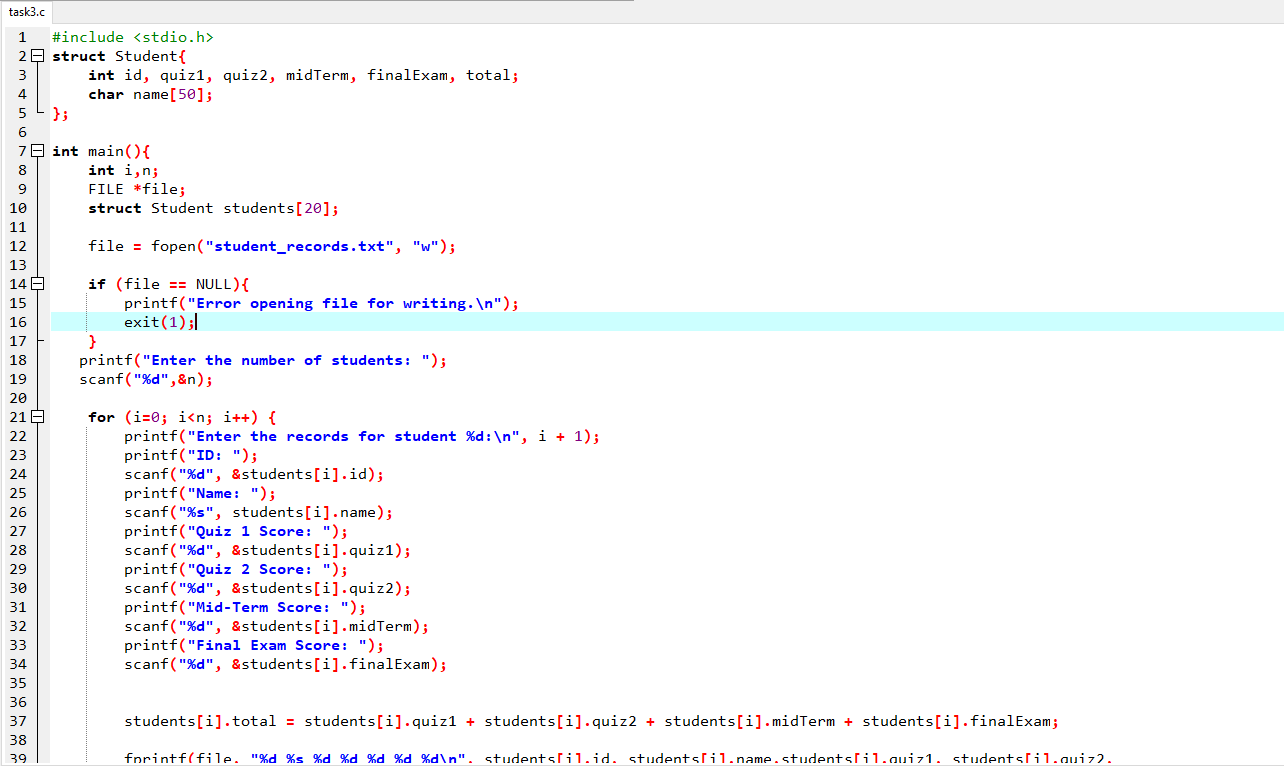 task3.c
1 #include <stdio.h>
2 struct Student{
3     int id, quiz1, quiz2, midTerm, finalExam, total;
4     char name[50];
5 };
6
7 int main(){
8     int i,n;
9     FILE *file;
10     struct Student students[20];
11
12     file = fopen("student_records.txt", "w");
13
14     if (file == NULL){
15         printf("Error opening file for writing.\n");
16         exit(1);
17     }
18    printf("Enter the number of students: ");
19    scanf("%d",&n);
20
21     for (i=0; i<n; i++) {
22         printf("Enter the records for student %d:\n", i + 1);
23         printf("ID: ");
24         scanf("%d", &students[i].id);
25         printf("Name: ");
26         scanf("%s", students[i].name);
27         printf("Quiz 1 Score: ");
28         scanf("%d", &students[i].quiz1);
29         printf("Quiz 2 Score: ");
30         scanf("%d", &students[i].quiz2);
31         printf("Mid-Term Score: ");
32         scanf("%d", &students[i].midTerm);
33         printf("Final Exam Score: ");
34         scanf("%d", &students[i].finalExam);
35
36
37         students[i].total = students[i].quiz1 + students[i].quiz2 + students[i].midTerm + students[i].finalExam;
38
39         fprintf(file, "%d %s %d %d %d %d %d\n", students[i].id, students[i].name,students[i].quiz1, students[i].quiz2,